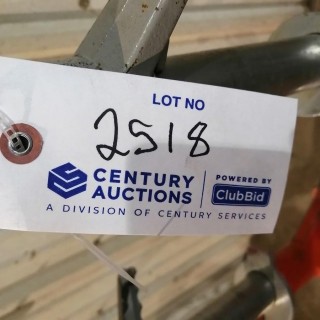 LOT NO
2518
CENTURY AUCTIONS
POWERED BY ClubBid
A DIVISION OF CENTURY SERVICES